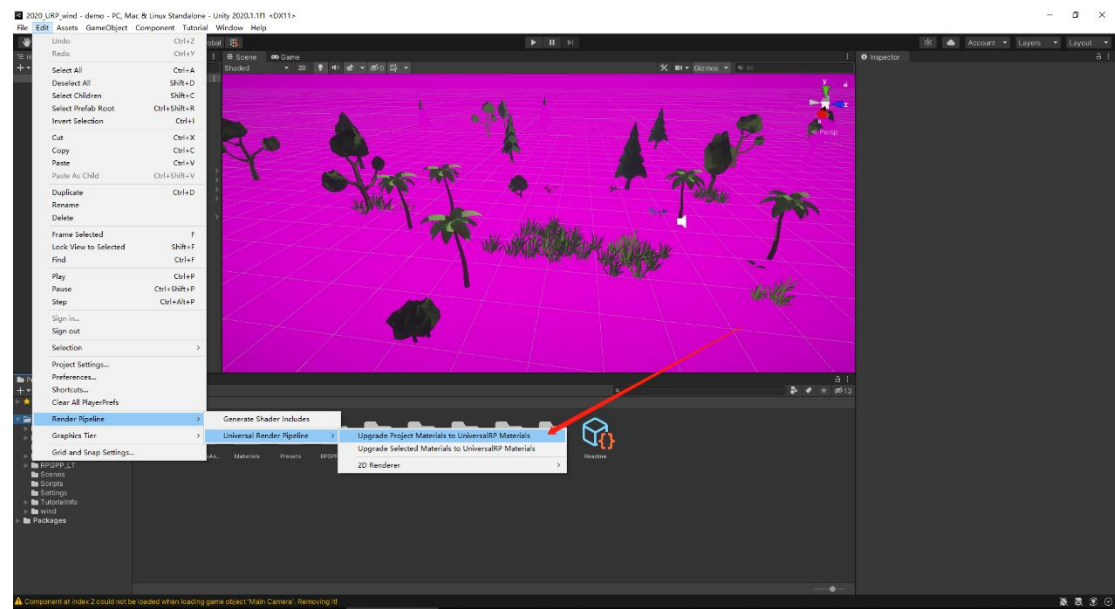 2020_URP_wind - demo - PC, Mac & Linux Standalone - Unity 2020.1.1f1 <DX11>
File Edit Assets GameObject Component Tutorial Window Help
Account Layers Layout
Undo Ctrl+Z
Redo Ctrl+Y
Select All Ctrl+A
Deselect All Shift+D
Select Children Shift+C
Select Prefab Root Ctrl+Shift+R
Invert Selection Ctrl+I
Cut Ctrl+X
Copy Ctrl+C
Paste Ctrl+V
Paste As Child Ctrl+Shift+V
Duplicate Ctrl+D
Rename
Delete
Frame Selected F
Lock View to Selected Shift+F
Find Ctrl+F
Play Ctrl+P
Pause Ctrl+Shift+P
Step Ctrl+Alt+P
Sign in...
Sign out
Selection
Project Settings...
Preferences...
Shortcuts...
Clear All PlayerPrefs
Render Pipeline
Graphics Tier
Grid and Snap Settings...
Generate Shader Includes
Universal Render Pipeline
Upgrade Project Materials to UniversalRP Materials
Upgrade Selected Materials to UniversalRP Materials
2D Renderer
Scene Game
Shaded 2D 0 Gizmos All
y
z
x
Persp
Inspector
13
Materials Presets Readme
RPGPP_LT
Scenes
Scripts
Settings
TutorialInfo
wind
Packages
Component at index 2 could not be loaded when loading game object 'Main Camera'. Removing it!